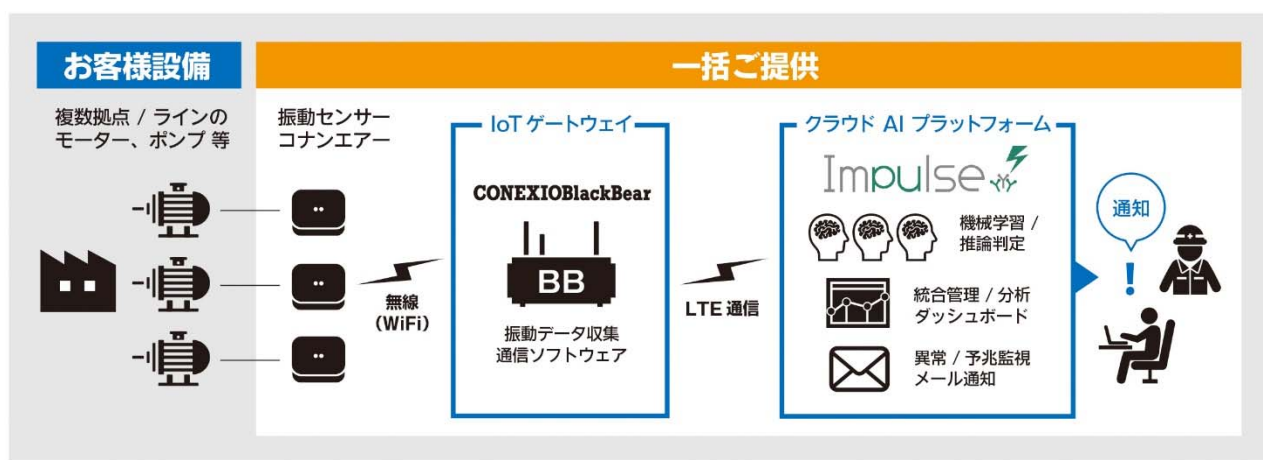 お客様設備
一括ご提供
複数拠点 / ラインの
モーター、ポンプ 等
振動センサー
コナンエアー
無線
(WiFi)
IoT ゲートウェイ
CONEXIOBlackBear
BB
振動データ収集
通信ソフトウェア
LTE 通信
クラウド AI プラットフォーム
Impulse
機械学習 /
推論判定
統合管理 / 分析
ダッシュボード
異常 / 予兆監視
メール通知
通知
!